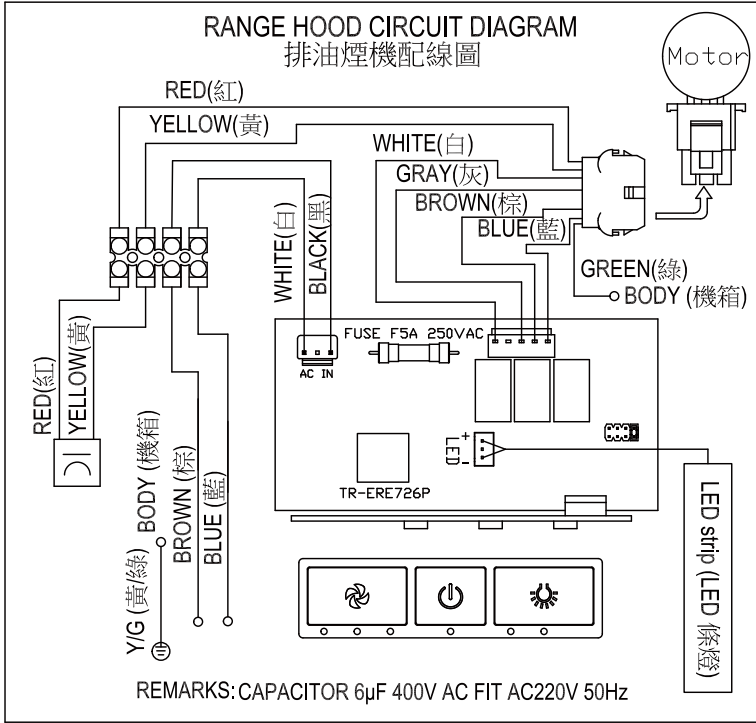 RANGE HOOD CIRCUIT DIAGRAM
排油煙機配線圖
Motor
RED(紅)
YELLOW(黃)
WHITE(白)
GRAY(灰)
BROWN(棕)
BLUE(藍)
GREEN(綠)
BODY (機箱)
WHITE(白)
BLACK(黑)
FUSE F5A 250VAC
AC IN
RED(紅)
YELLOW(黃)
BODY (機箱)
BROWN (棕)
BLUE (藍)
Y/G (黃/綠)
+
LED
-
TR-ERE726P
LED strip (LED 條燈)
REMARKS: CAPACITOR 6μF 400V AC FIT AC220V 50Hz